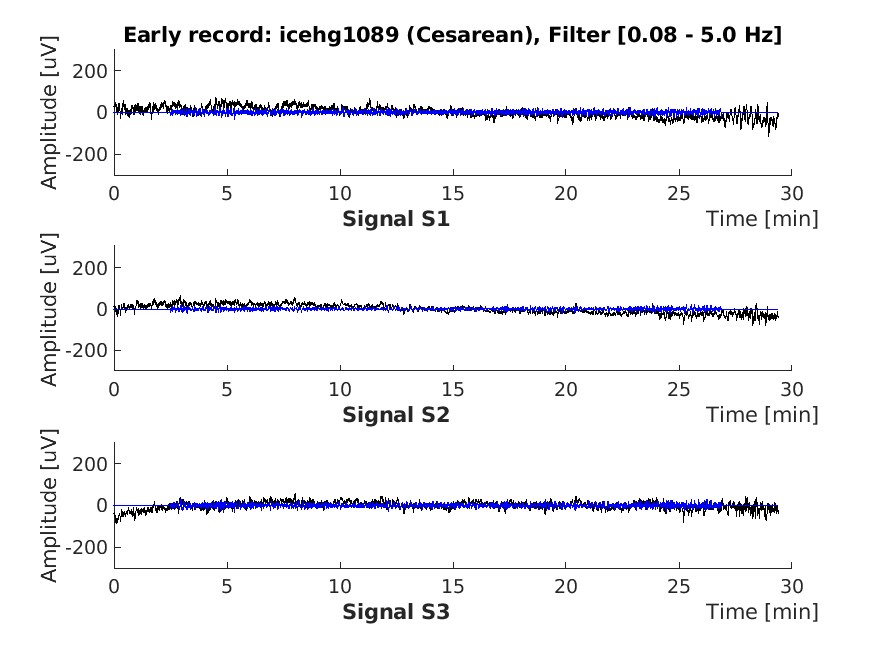 Early record: icehg1089 (Cesarean), Filter [0.08 - 5.0 Hz]
Amplitude [uV]
200
0
-200
0 5 10 15 20 25 30
Signal S1 Time [min]
Amplitude [uV]
200
0
-200
0 5 10 15 20 25 30
Signal S2 Time [min]
Amplitude [uV]
200
0
-200
0 5 10 15 20 25 30
Signal S3 Time [min]